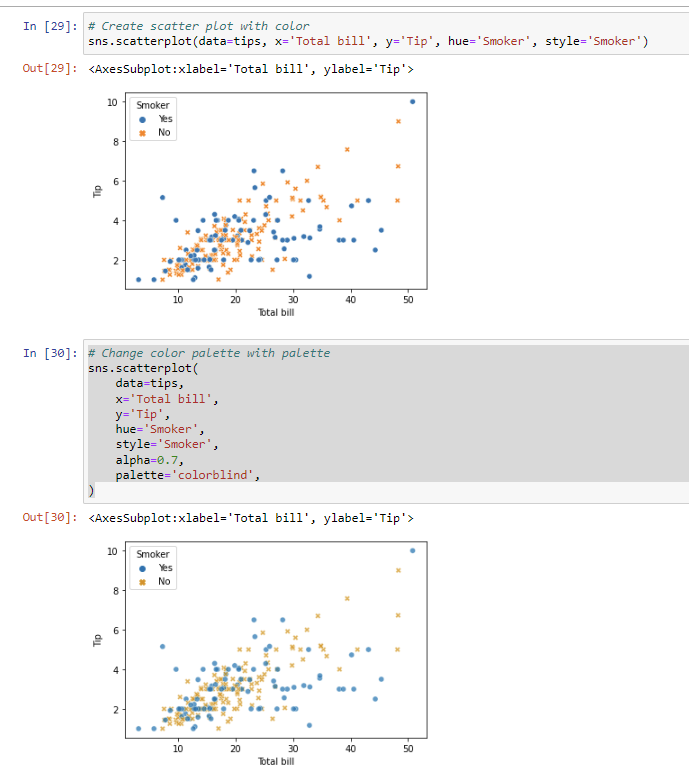 In [29]: # Create scatter plot with color
sns.scatterplot(data=tips, x='Total bill', y='Tip', hue='Smoker', style='Smoker')
Out[29]: <AxesSubplot:xlabel='Total bill', ylabel='Tip'>
Smoker
Yes
No
10
8
6
4
2
Tip
10 20 30 40 50
Total bill
In [30]: # Change color palette with palette
sns.scatterplot(
data=tips,
x='Total bill',
y='Tip',
hue='Smoker',
style='Smoker',
alpha=0.7,
palette='colorblind',
)
Out[30]: <AxesSubplot:xlabel='Total bill', ylabel='Tip'>
Smoker
Yes
No
10
8
6
4
2
Tip
10 20 30 40 50
Total bill